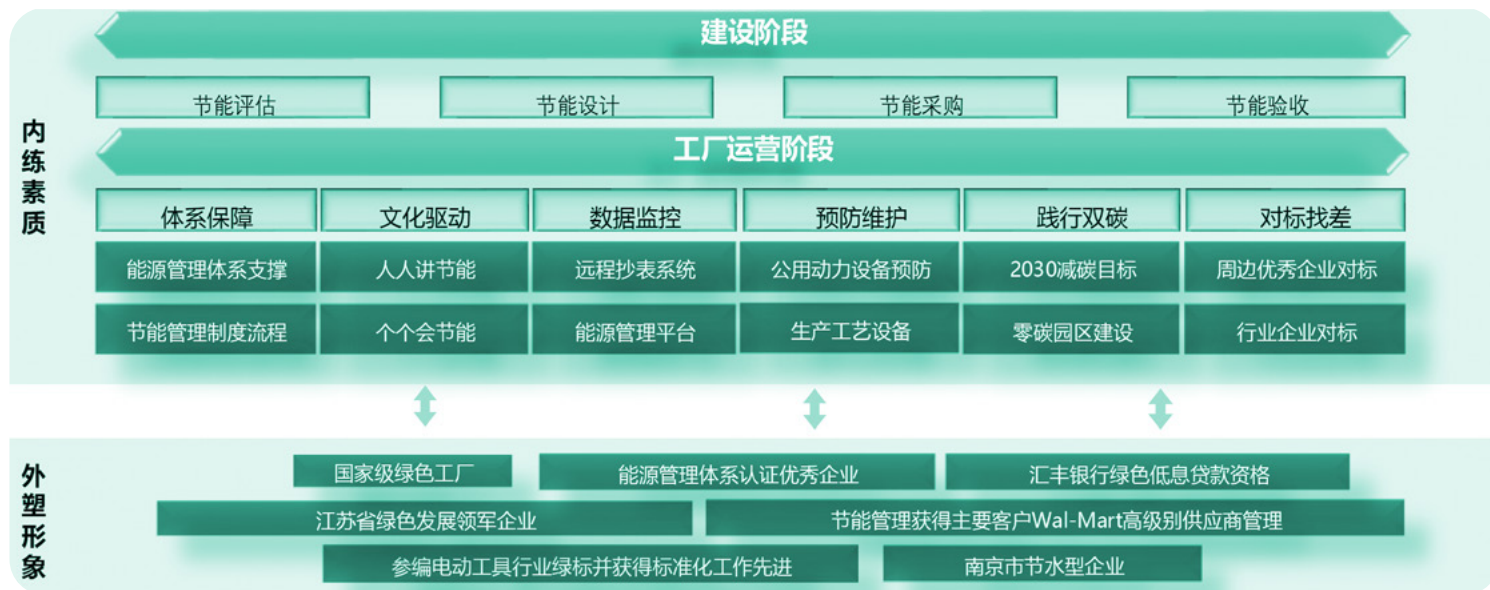 内练素质
建设阶段
节能评估
节能设计
节能采购
节能验收
工厂运营阶段
体系保障
文化驱动
数据监控
预防维护
践行双碳
对标找差
能源管理体系支撑
人人讲节能
远程抄表系统
公用动力设备预防
2030减碳目标
周边优秀企业对标
节能管理制度流程
个个会节能
能源管理平台
生产工艺设备
零碳园区建设
行业企业对标
外塑形象
国家级绿色工厂
能源管理体系认证优秀企业
汇丰银行绿色低息贷款资格
江苏省绿色发展领军企业
节能管理获得主要客户Wal-Mart高级别供应商管理
参编电动工具行业绿标并获得标准化工作先进
南京市节水型企业